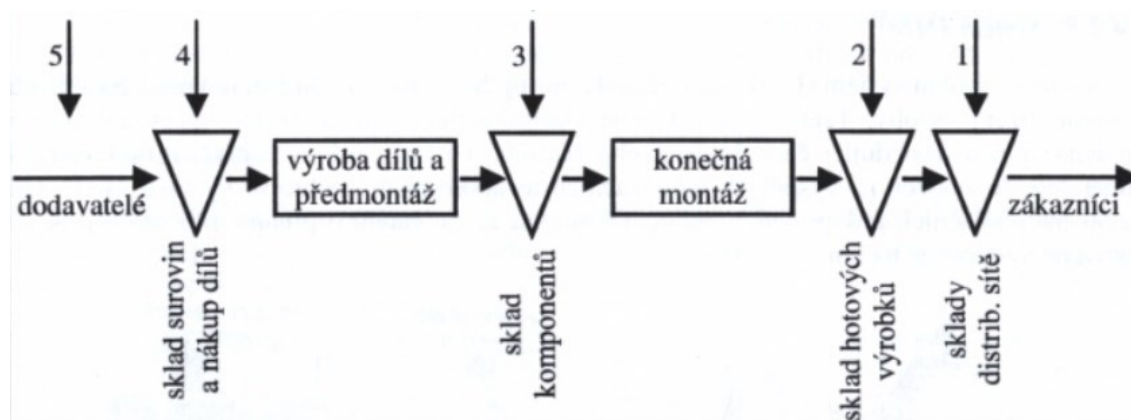 5
4
3
2
1
dodavatelé
výroba dílů a
předmontáž
konečná
montáž
zákazníci
sklad surovin
a nákup dílů
sklad
komponentů
sklad hotových
výrobků
sklady
distrib. sítě